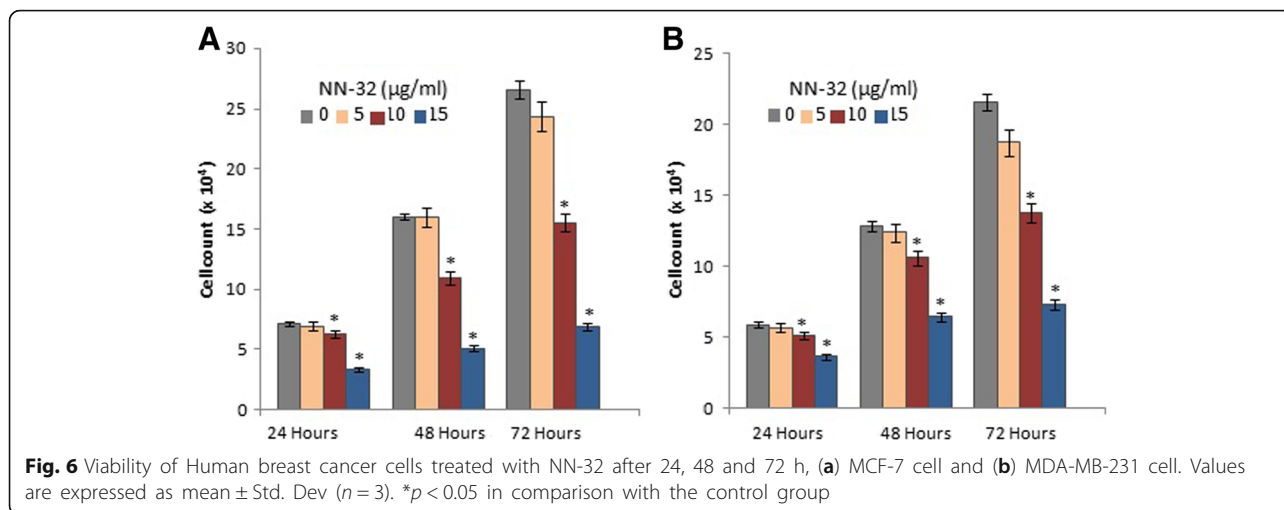 A
30
25
20
15
10
5
0
Cellcount (x 10⁴)
NN-32 (µg/ml)
0 5 10 15
*
*
*
*
*
*
24 Hours 48 Hours 72 Hours
B
25
20
15
10
5
0
Cellcount (x 10⁴)
NN-32 (µg/ml)
0 5 10 15
*
*
*
*
*
*
24 Hours 48 Hours 72 Hours
Fig. 6 Viability of Human breast cancer cells treated with NN-32 after 24, 48 and 72 h, (a) MCF-7 cell and (b) MDA-MB-231 cell. Values
are expressed as mean ± Std. Dev (n = 3). *p < 0.05 in comparison with the control group